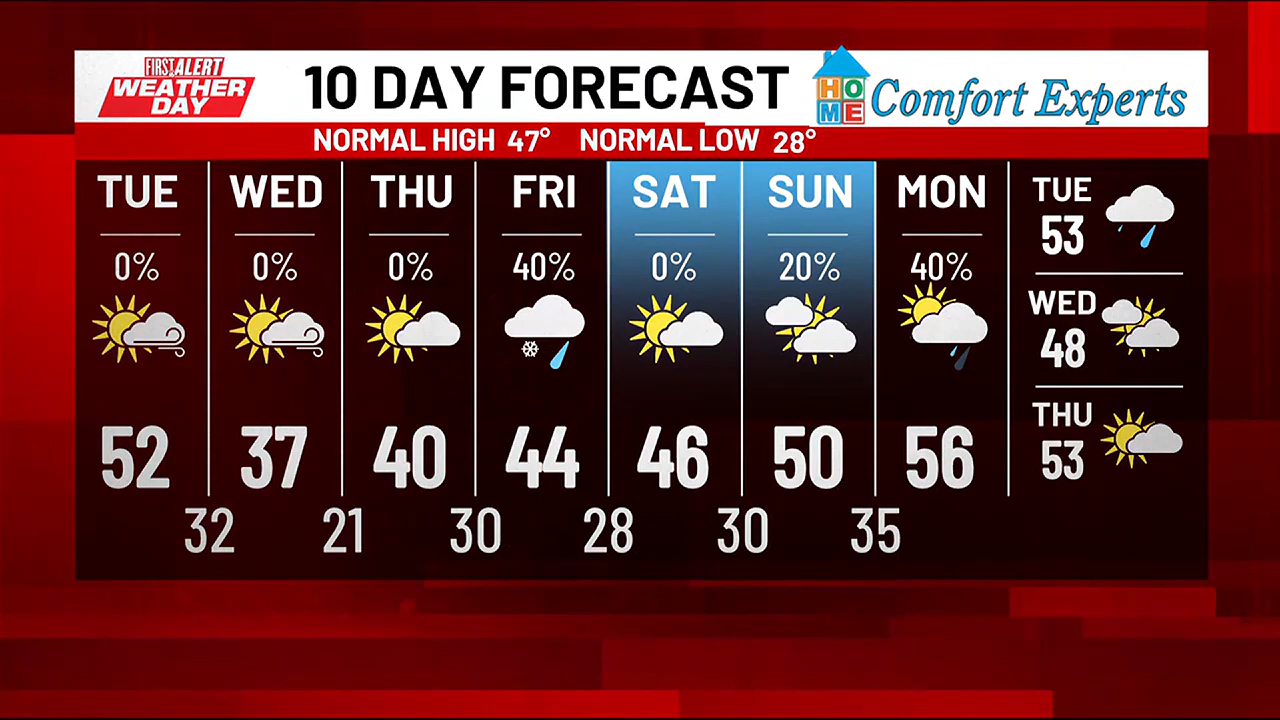 FIRST ALERT
WEATHER
DAY
10 DAY FORECAST
HOME Comfort Experts
NORMAL HIGH 47° NORMAL LOW 28°
TUE WED THU FRI SAT SUN MON
0% 0% 0% 40% 0% 20% 40%
52 37 40 44 46 50 56
32 21 30 28 30 35
TUE
53
WED
48
THU
53